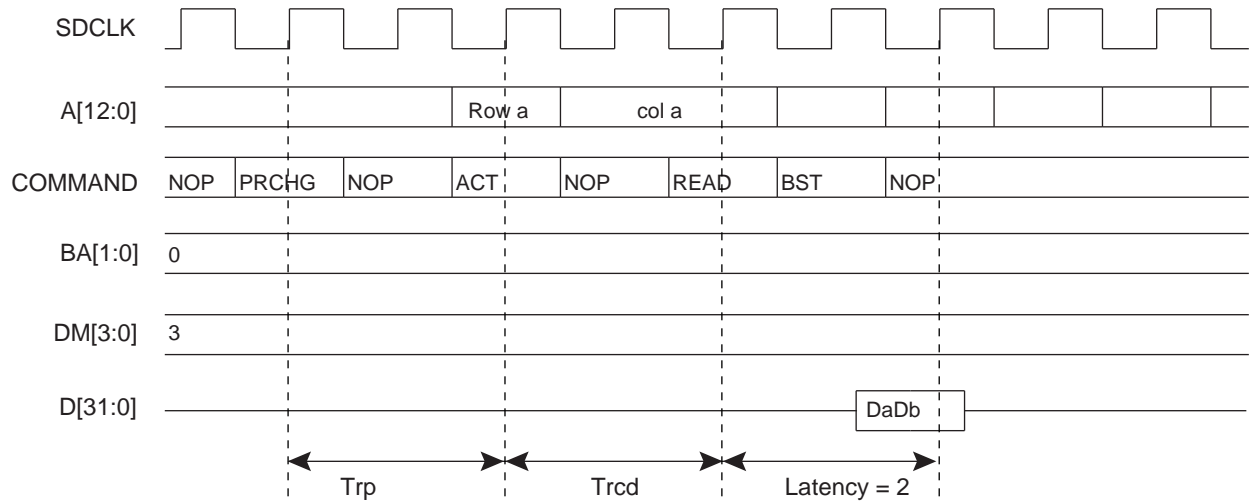 SDCLK
A[12:0] Row a col a
COMMAND NOP PRCHG NOP ACT NOP READ BST NOP
BA[1:0] 0
DM[3:0] 3
D[31:0] DaDb
Trp Trcd Latency = 2